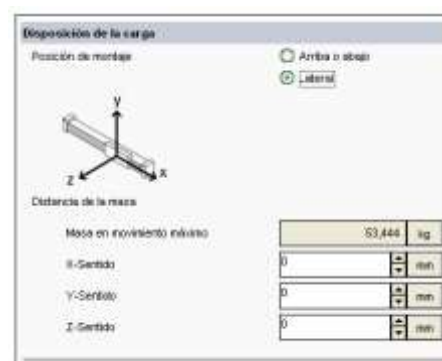 Disposición de la carga
Posición de montaje
Arriba o abajo
Lateral
Y
Z
X
Distancia de la masa
Masa en movimiento máximo 53,444 kg
X-Sentido 0 mm
Y-Sentido 0 mm
Z-Sentido 0 mm